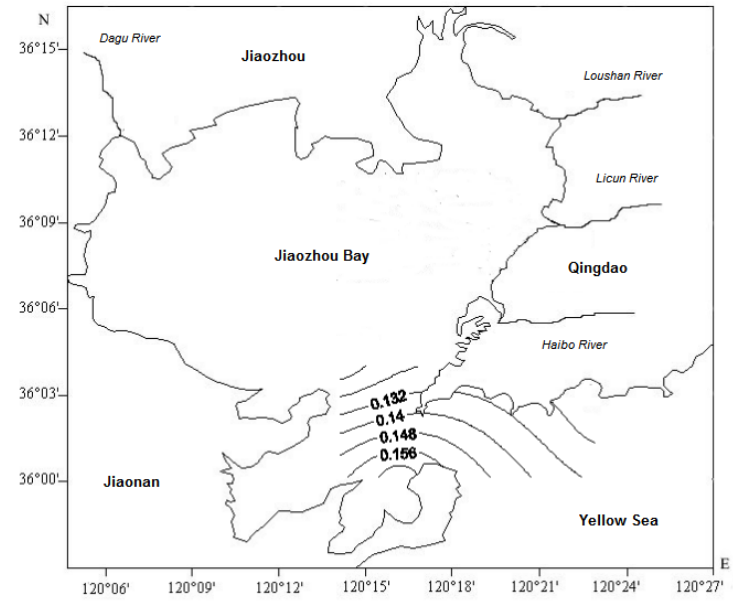 N
Dagu River
36°15'
Jiaozhou
Loushan River
36°12'
Licun River
36°09'
Jiaozhou Bay
Qingdao
36°06'
Haibo River
36°03'
0.132
0.14
0.148
0.156
36°00'
Jiaonan
Yellow Sea
E
120°06' 120°09' 120°12' 120°15' 120°18' 120°21' 120°24' 120°27'